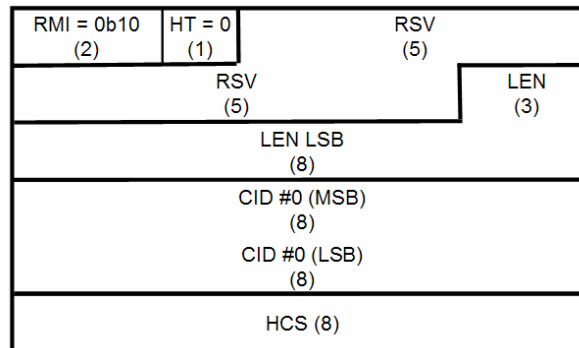 RMI = 0b10 HT = 0 RSV
(2) (1) (5)
RSV LEN
(5) (3)
LEN LSB
(8)
CID #0 (MSB)
(8)
CID #0 (LSB)
(8)
HCS (8)